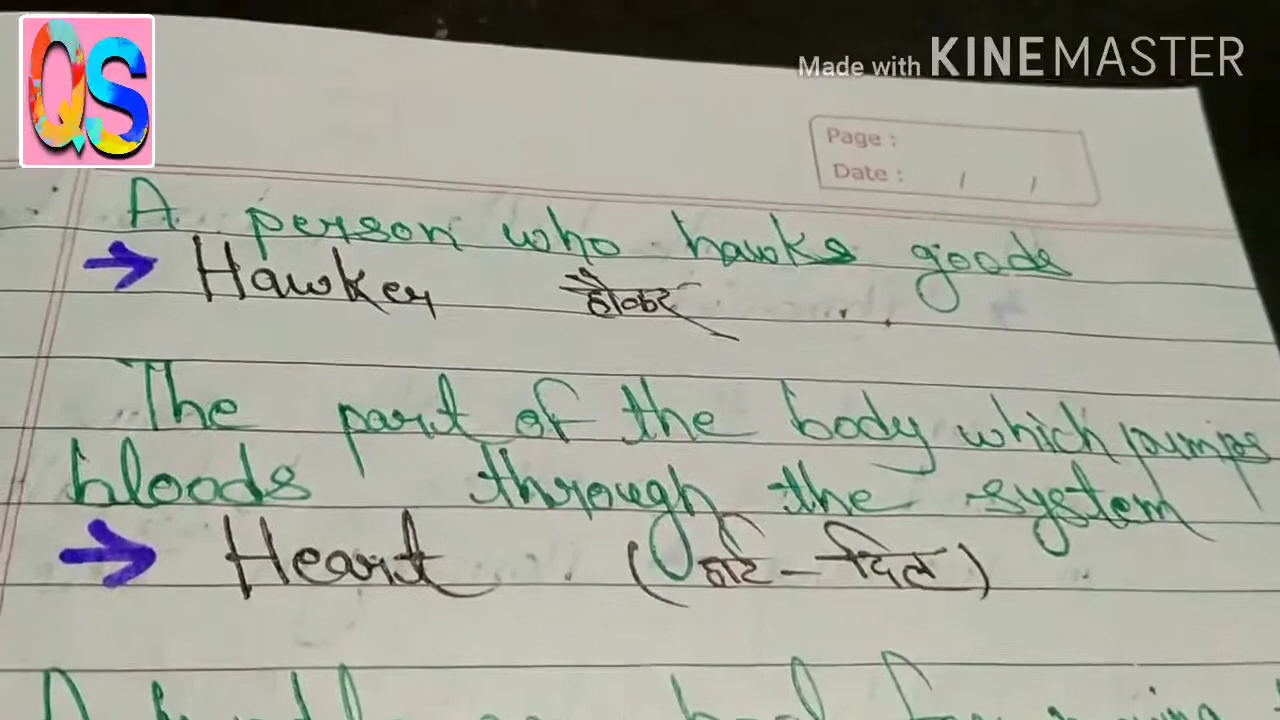 QS
Made with KINEMASTER
Page :
Date : / /
A person who hawks goods
→ Hawker हॉकर
The part of the body which pumps
bloods through the system
→ Heart (हार्ट - दिल)